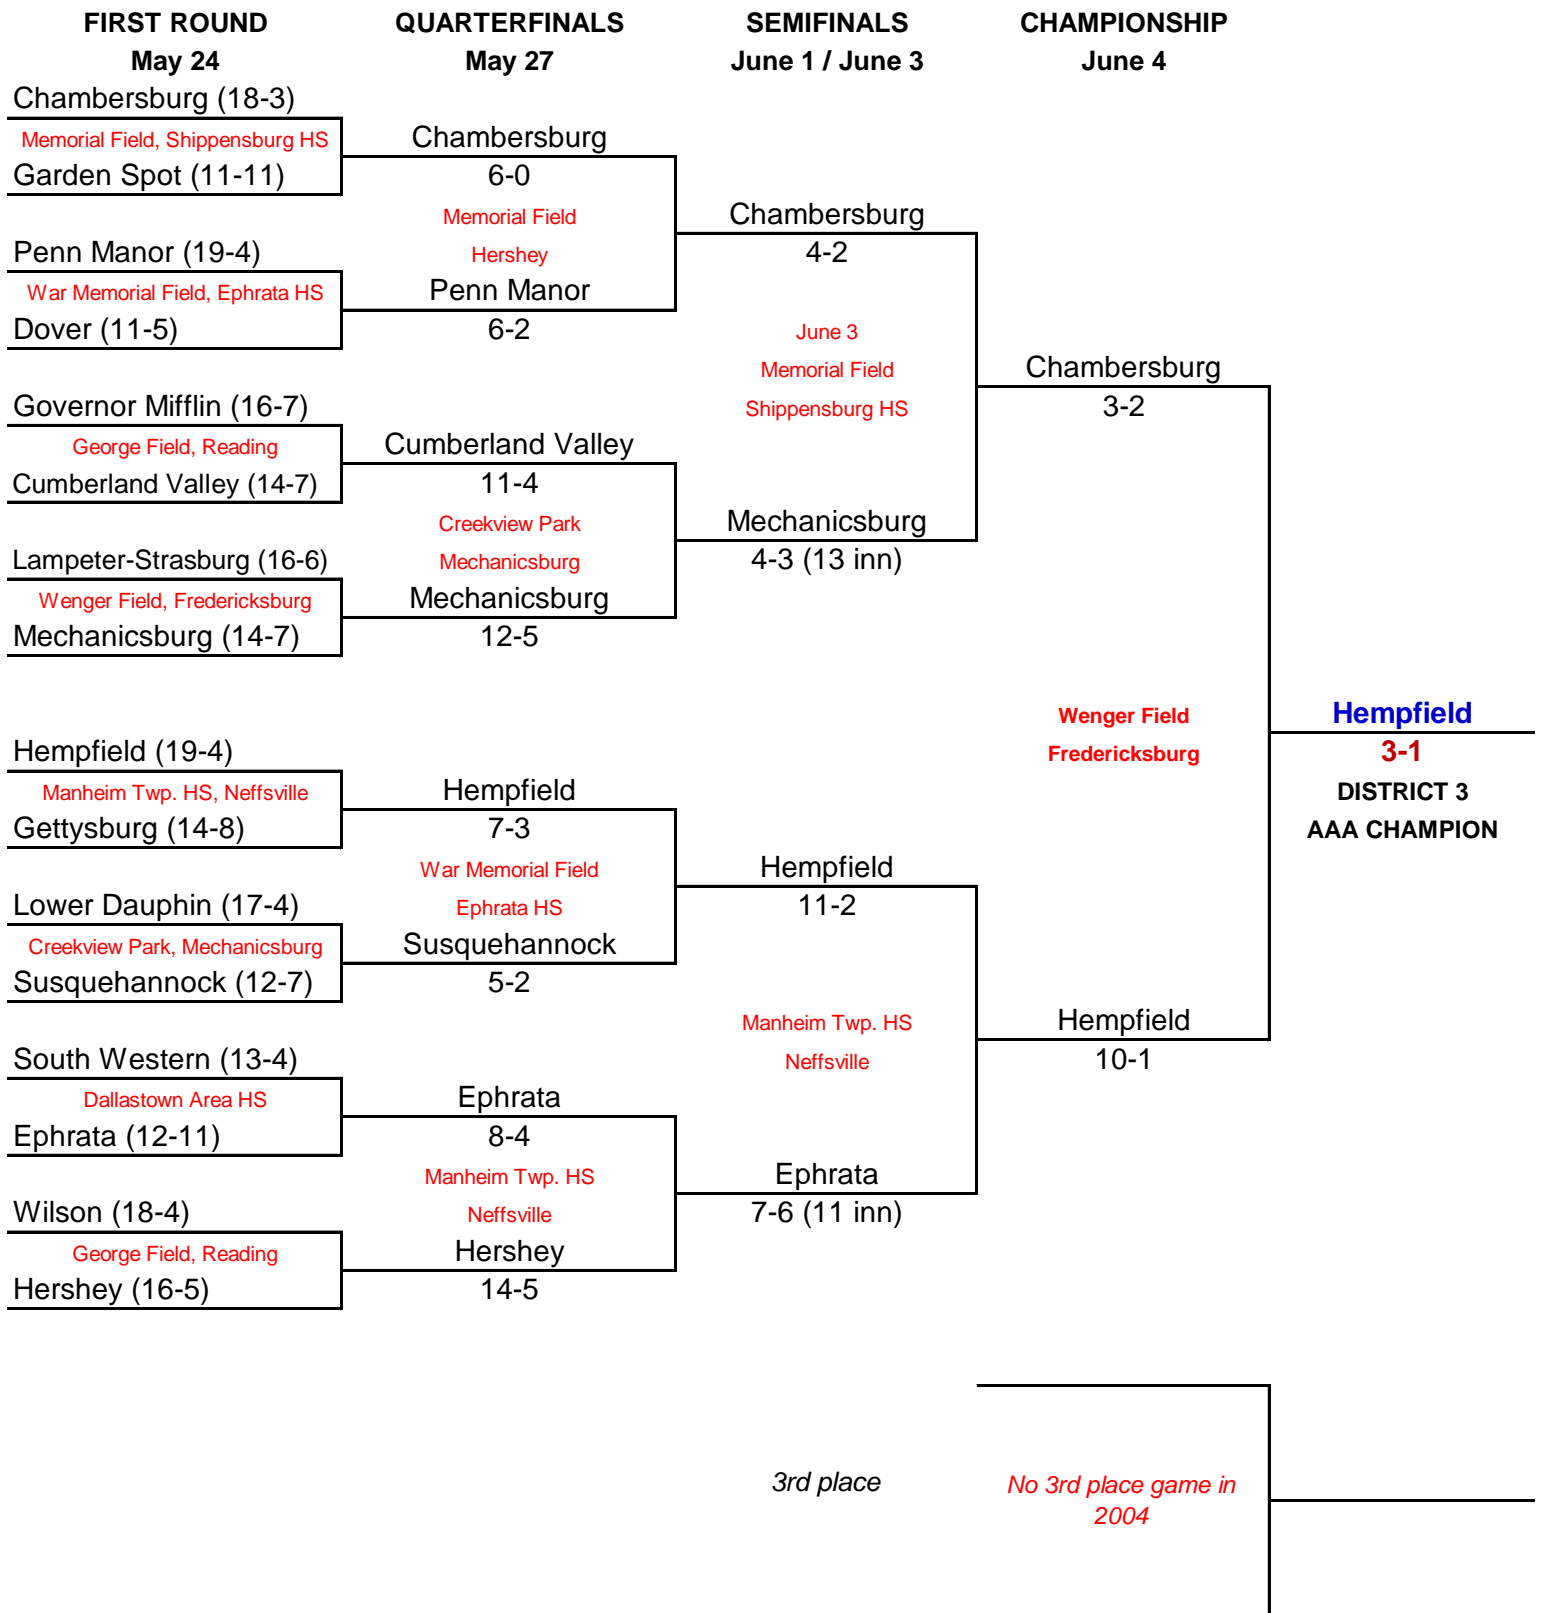 FIRST ROUND QUARTERFINALS SEMIFINALS CHAMPIONSHIP
May 24 May 27 June 1 / June 3 June 4
Chambersburg (18-3)
Memorial Field, Shippensburg HS
Garden Spot (11-11)
Penn Manor (19-4)
War Memorial Field, Ephrata HS
Dover (11-5)
Governor Mifflin (16-7)
George Field, Reading
Cumberland Valley (14-7)
Lampeter-Strasburg (16-6)
Wenger Field, Fredericksburg
Mechanicsburg (14-7)
Hempfield (19-4)
Manheim Twp. HS, Neffsville
Gettysburg (14-8)
Lower Dauphin (17-4)
Creekview Park, Mechanicsburg
Susquehannock (12-7)
South Western (13-4)
Dallastown Area HS
Ephrata (12-11)
Wilson (18-4)
George Field, Reading
Hershey (16-5)
Chambersburg
6-0
Memorial Field
Hershey
Penn Manor
6-2
Cumberland Valley
11-4
Creekview Park
Mechanicsburg
Mechanicsburg
12-5
Hempfield
7-3
War Memorial Field
Ephrata HS
Susquehannock
5-2
Ephrata
8-4
Manheim Twp. HS
Neffsville
Hershey
14-5
Chambersburg
4-2
June 3
Memorial Field
Shippensburg HS
Mechanicsburg
4-3 (13 inn)
Hempfield
11-2
Manheim Twp. HS
Neffsville
Ephrata
7-6 (11 inn)
Chambersburg
3-2
Wenger Field
Fredericksburg
Hempfield
10-1
Hempfield
3-1
DISTRICT 3
AAA CHAMPION
3rd place
No 3rd place game in
2004